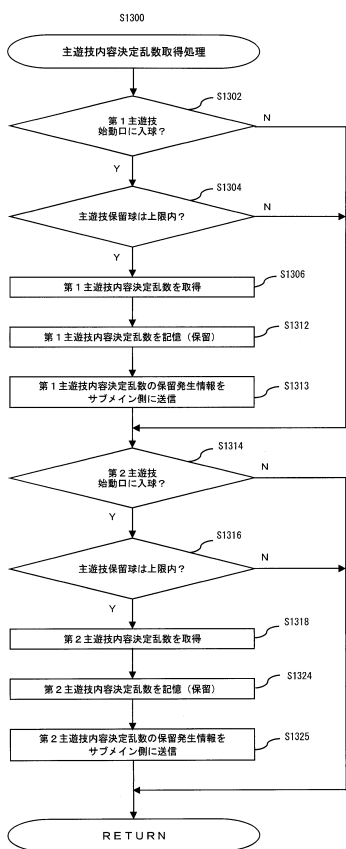 S1300
主遊技内容決定乱数取得処理
S1302
第1主遊技
始動口に入球?
N
Y
S1304
主遊技保留球は上限内?
N
Y
S1306
第1主遊技内容決定乱数を取得
S1312
第1主遊技内容決定乱数を記憶(保留)
S1313
第1主遊技内容決定乱数の保留発生情報を
サブメイン側に送信
S1314
第2主遊技
始動口に入球?
N
Y
S1316
主遊技保留球は上限内?
N
Y
S1318
第2主遊技内容決定乱数を取得
S1324
第2主遊技内容決定乱数を記憶(保留)
S1325
第2主遊技内容決定乱数の保留発生情報を
サブメイン側に送信
RETURN